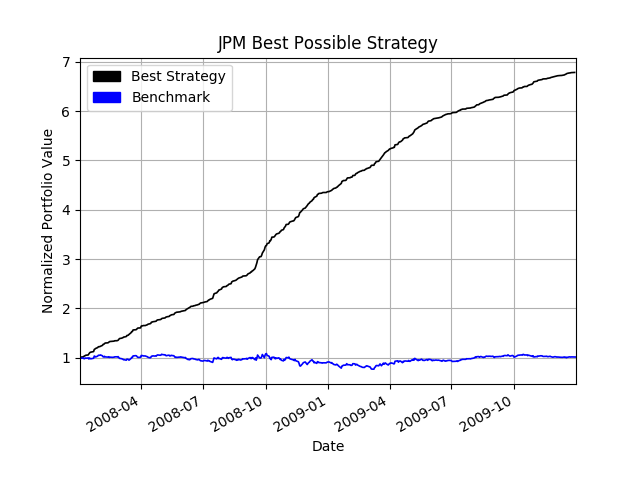 JPM Best Possible Strategy
Best Strategy
Benchmark
Normalized Portfolio Value
7
6
5
4
3
2
1
2008-04
2008-07
2008-10
2009-01
2009-04
2009-07
2009-10
Date